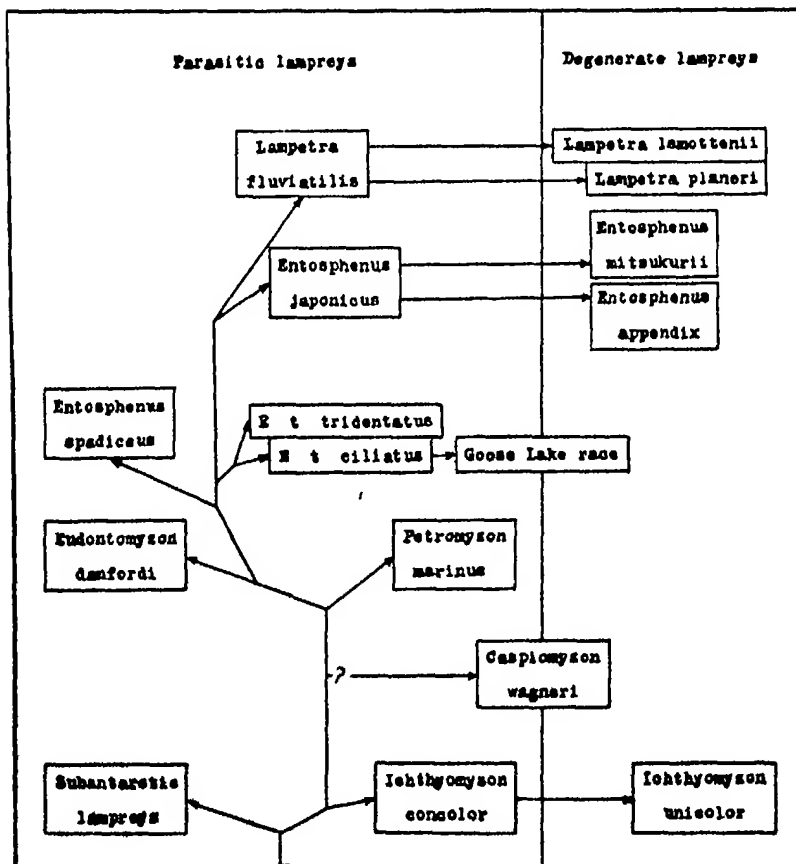 Parasitic lampreys
Degenerate lampreys
Lampetra
fluviatilis
Lampetra lamottenii
Lampetra planeri
Entosphenus
japonicus
Entosphenus
mitsukurii
Entosphenus
appendix
Entosphenus
spadiceus
E t tridentatus
E t ciliatus
Goose Lake race
Eudontomyzon
danfordi
Petromyzon
marinus
?
Caspiomyzon
wagneri
Subantarctic
lampreys
Ichthyomyzon
concolor
Ichthyomyzon
unicolor